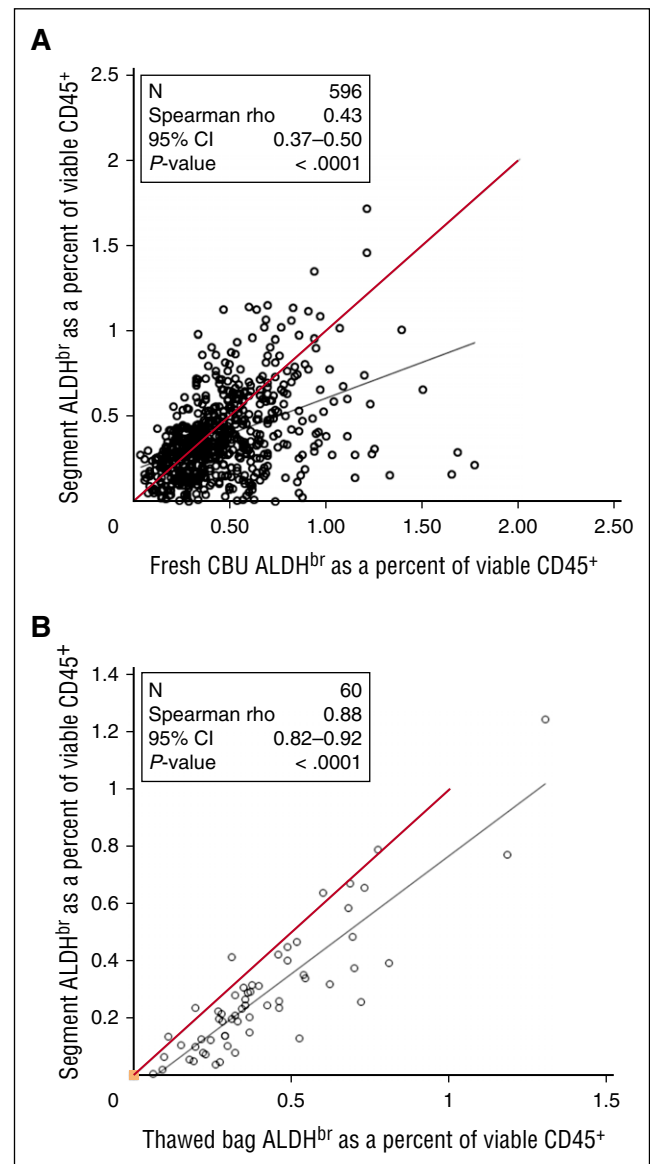 A
Segment ALDHbr as a percent of viable CD45+
2.5
2
1.5
1
0.5
N 596
Spearman rho 0.43
95% CI 0.37–0.50
P-value < .0001
0 0.50 1.00 1.50 2.00 2.50
Fresh CBU ALDHbr as a percent of viable CD45+
B
Segment ALDHbr as a percent of viable CD45+
1.4
1.2
1
0.8
0.6
0.4
0.2
N 60
Spearman rho 0.88
95% CI 0.82–0.92
P-value < .0001
0 0.5 1 1.5
Thawed bag ALDHbr as a percent of viable CD45+